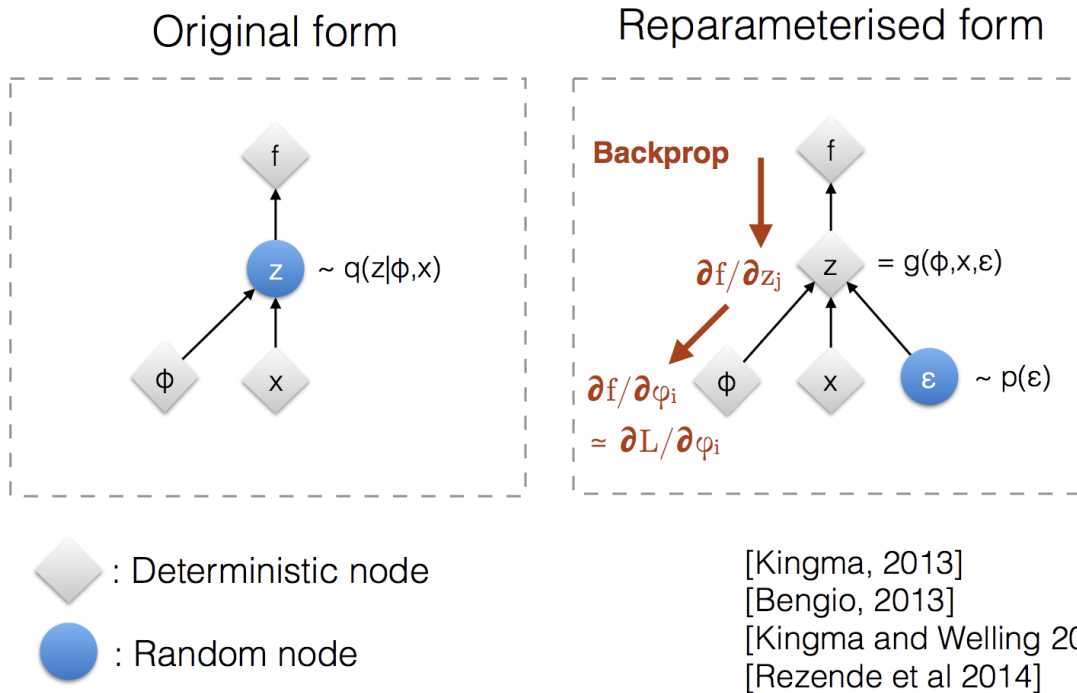 Original form
f
z ~ q(z|ϕ,x)
ϕ x
Reparameterised form
Backprop
f
∂f/∂zj
z = g(ϕ,x,ε)
∂f/∂φi
≃ ∂L/∂φi
ϕ x ε ~ p(ε)
: Deterministic node
: Random node
[Kingma, 2013]
[Bengio, 2013]
[Kingma and Welling 20
[Rezende et al 2014]